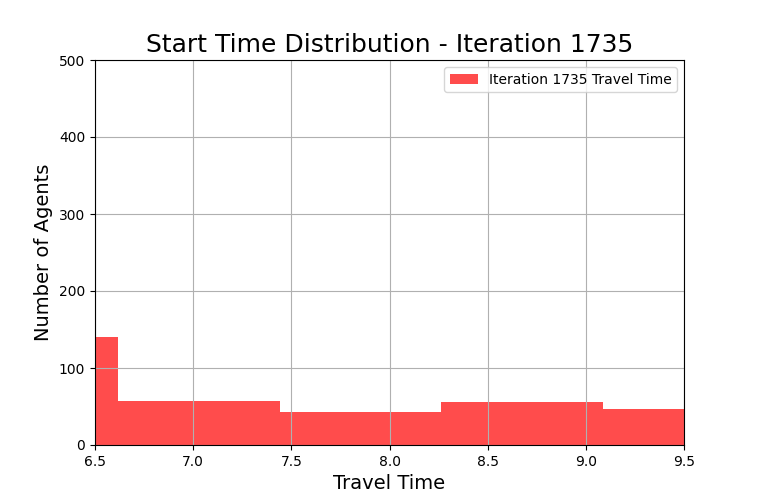 Start Time Distribution - Iteration 1735
Iteration 1735 Travel Time
Number of Agents
500
400
300
200
100
0
6.5 7.0 7.5 8.0 8.5 9.0 9.5
Travel Time